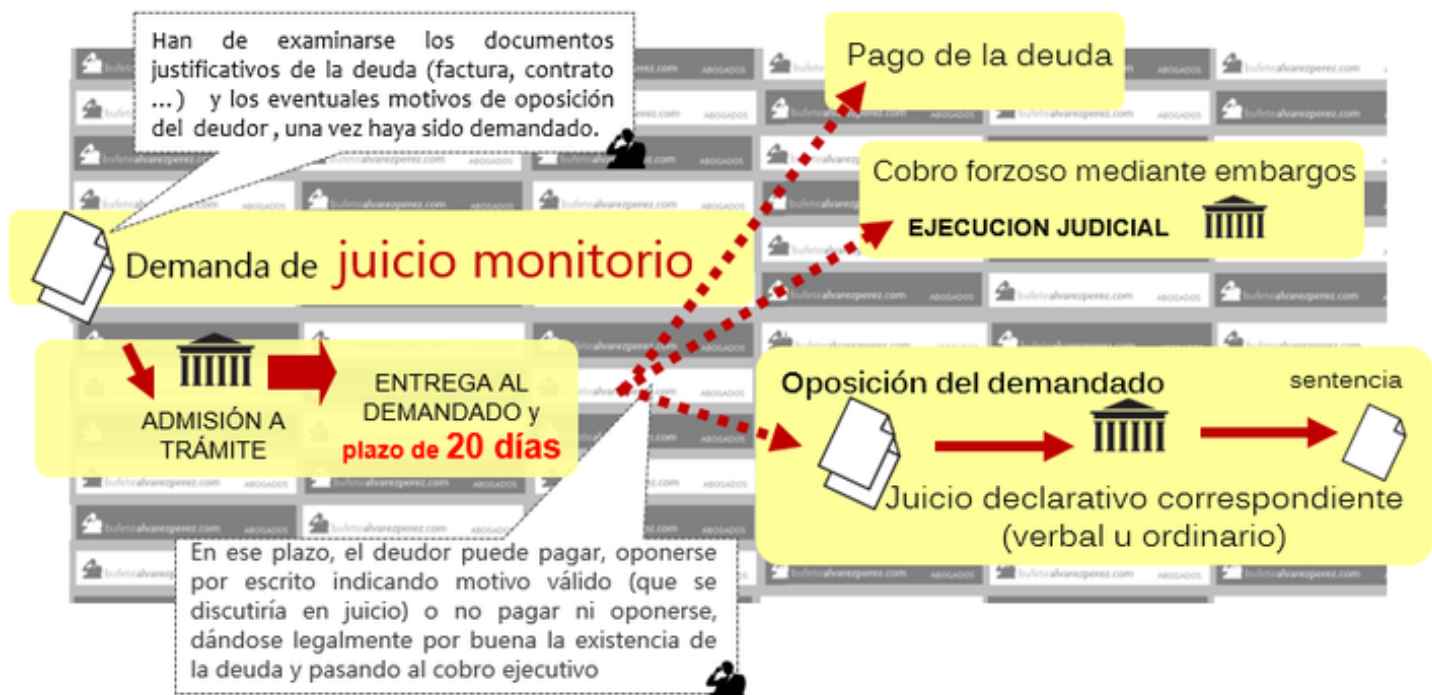 Han de examinarse los documentos
justificativos de la deuda (factura, contrato
...) y los eventuales motivos de oposición
del deudor , una vez haya sido demandado.
Demanda de juicio monitorio
ADMISIÓN A
TRÁMITE
ENTREGA AL
DEMANDADO y
plazo de 20 días
En ese plazo, el deudor puede pagar, oponerse
por escrito indicando motivo válido (que se
discutiría en juicio) o no pagar ni oponerse,
dándose legalmente por buena la existencia de
la deuda y pasando al cobro ejecutivo
Pago de la deuda
Cobro forzoso mediante embargos
EJECUCION JUDICIAL
Oposición del demandado
sentencia
Juicio declarativo correspondiente
(verbal u ordinario)
bufetealvarezperez.com ABOGADOS